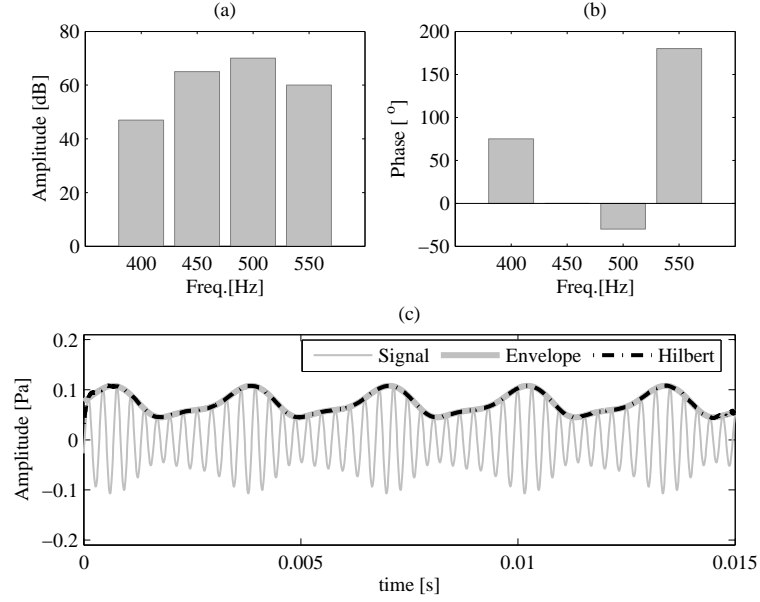 (a)
80
60
40
20
0
Amplitude [dB]
400 450 500 550
Freq.[Hz]
(b)
200
150
100
50
0
−50
Phase [ o]
400 450 500 550
Freq.[Hz]
(c)
0.2
0.1
0
−0.1
−0.2
Amplitude [Pa]
Signal Envelope Hilbert
0 0.005 0.01 0.015
time [s]